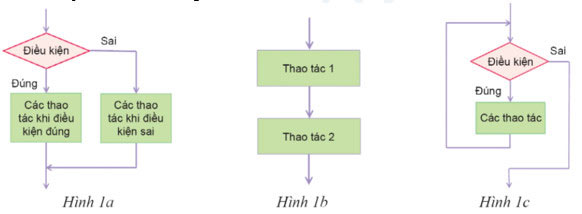 Điều kiện
Sai
Đúng
Các thao
tác khi điều
kiện đúng
Các thao
tác khi điều
kiện sai
Hình 1a
Thao tác 1
Thao tác 2
Hình 1b
Điều kiện
Sai
Đúng
Các thao tác
Hình 1c